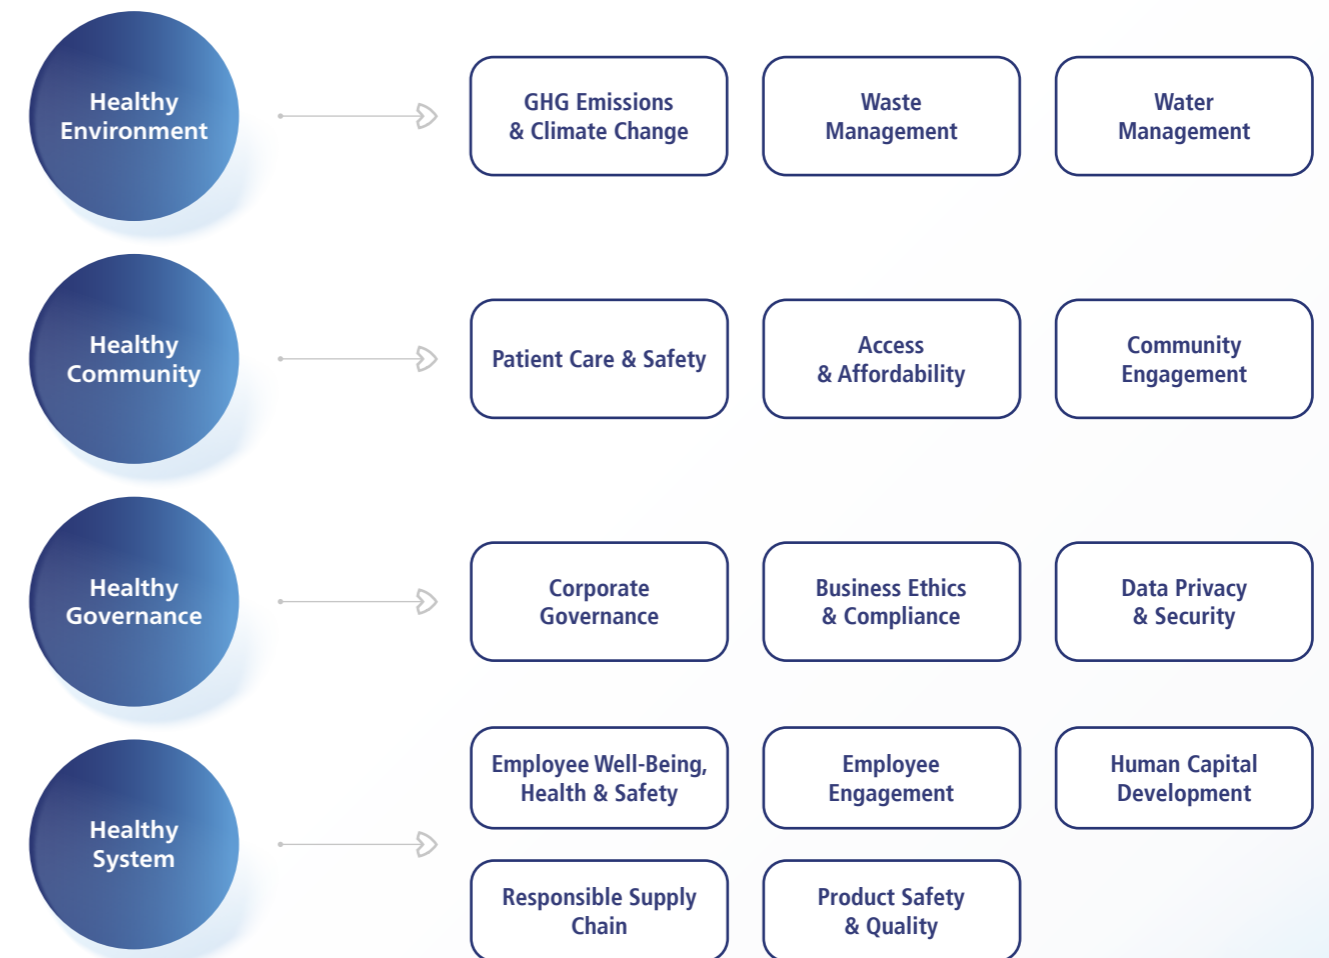 Healthy
Environment
GHG Emissions
& Climate Change
Waste
Management
Water
Management
Healthy
Community
Patient Care & Safety
Access
& Affordability
Community
Engagement
Healthy
Governance
Corporate
Governance
Business Ethics
& Compliance
Data Privacy
& Security
Healthy
System
Employee Well-Being,
Health & Safety
Employee
Engagement
Human Capital
Development
Responsible Supply
Chain
Product Safety
& Quality